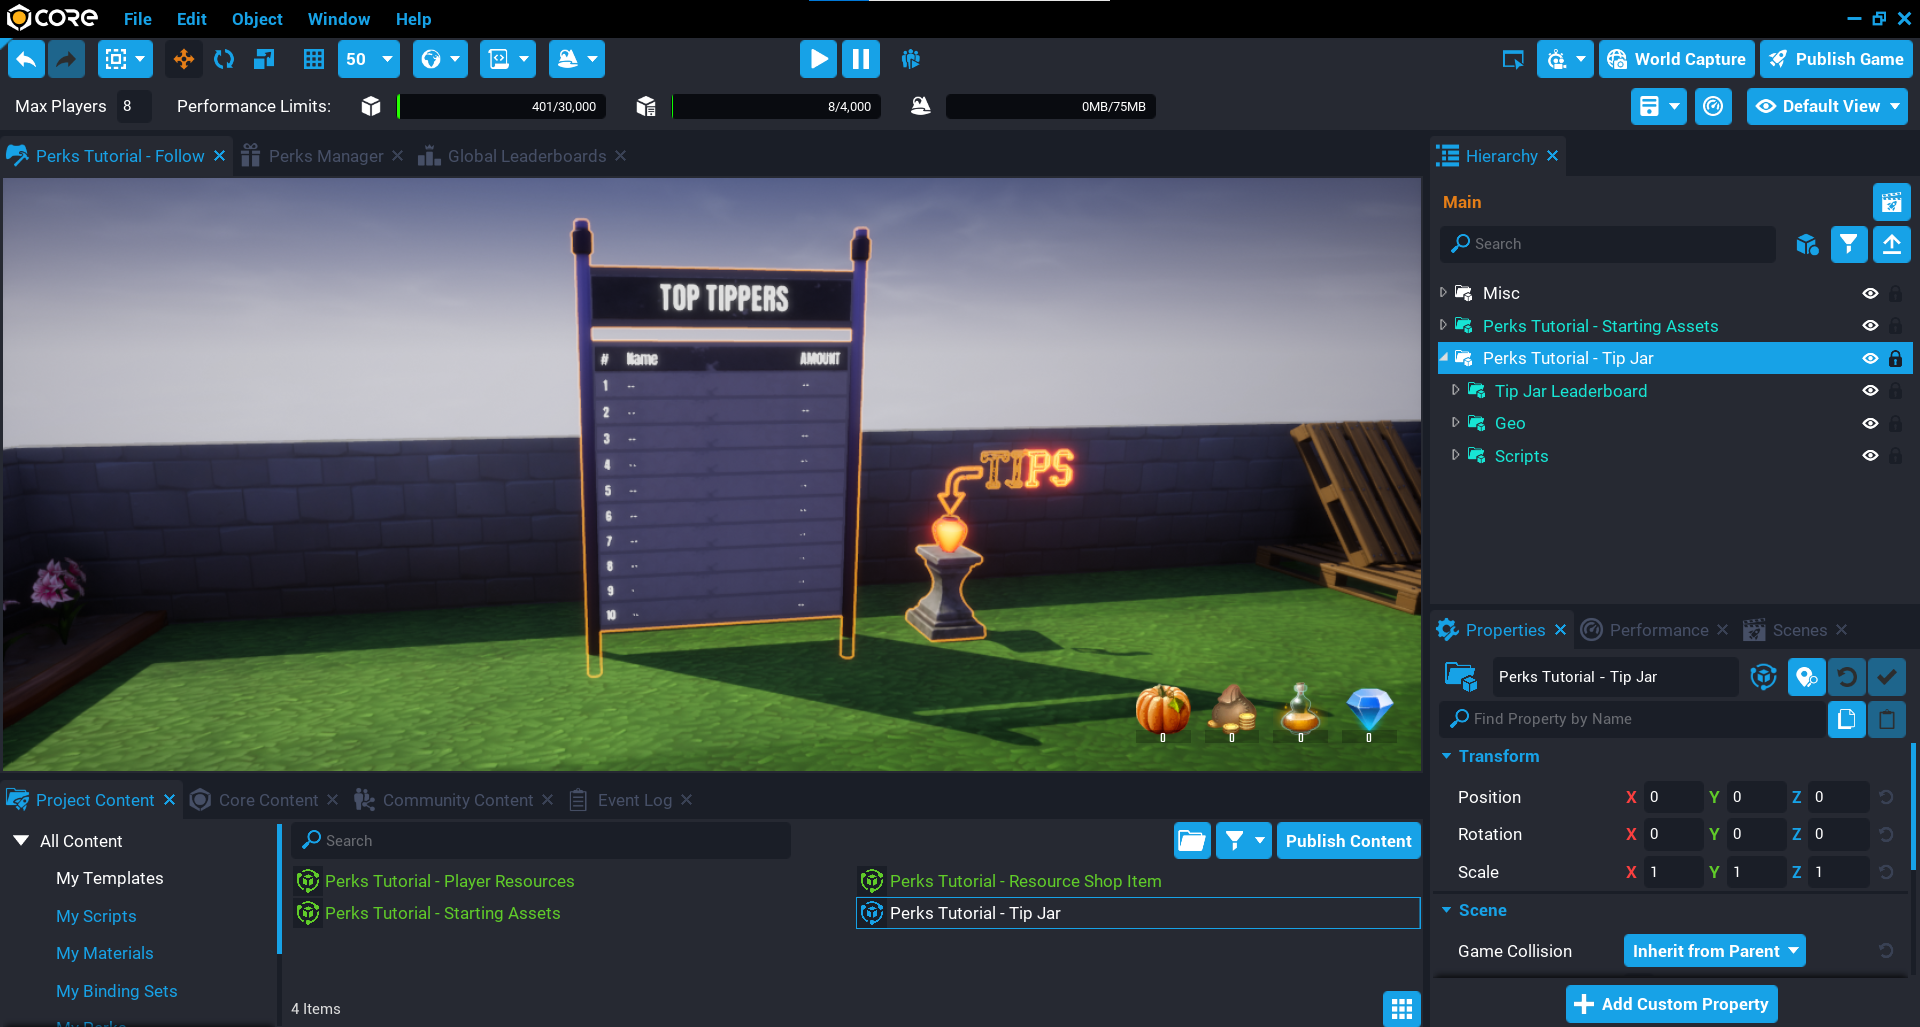 CORE File Edit Object Window Help
50 World Capture Publish Game
Max Players 8 Performance Limits: 401/30,000 8/4,000 0MB/75MB Default View
Perks Tutorial - Follow Perks Manager Global Leaderboards
TOP TIPPERS
# Name AMOUNT
1 -- --
2 -- --
3 -- --
4 -- --
5 -- --
6 -- --
7 -- --
8 -- --
9 - --
10 -- --
TIPS
0 0 0 0
Hierarchy
Main
Search
Misc
Perks Tutorial - Starting Assets
Perks Tutorial - Tip Jar
Tip Jar Leaderboard
Geo
Scripts
Properties Performance Scenes
Perks Tutorial - Tip Jar
Find Property by Name
Transform
Position X 0 Y 0 Z 0
Rotation X 0 Y 0 Z 0
Scale X 1 Y 1 Z 1
Scene
Game Collision Inherit from Parent
Add Custom Property
Project Content Core Content Community Content Event Log
All Content
My Templates
My Scripts
My Materials
My Binding Sets
My Perks
Search
Publish Content
Perks Tutorial - Player Resources
Perks Tutorial - Resource Shop Item
Perks Tutorial - Starting Assets
Perks Tutorial - Tip Jar
4 Items